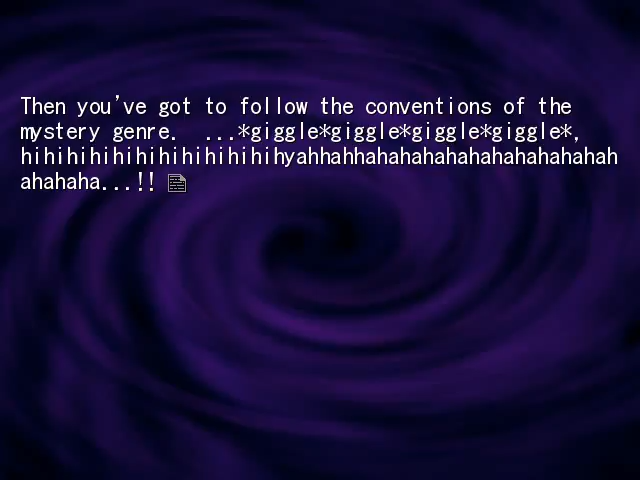 Then you've got to follow the conventions of the
mystery genre.  ...*giggle*giggle*giggle*giggle*,
hihihihihihihihihihihihyahhahhahahahahahahahahahahah
ahahaha...!!